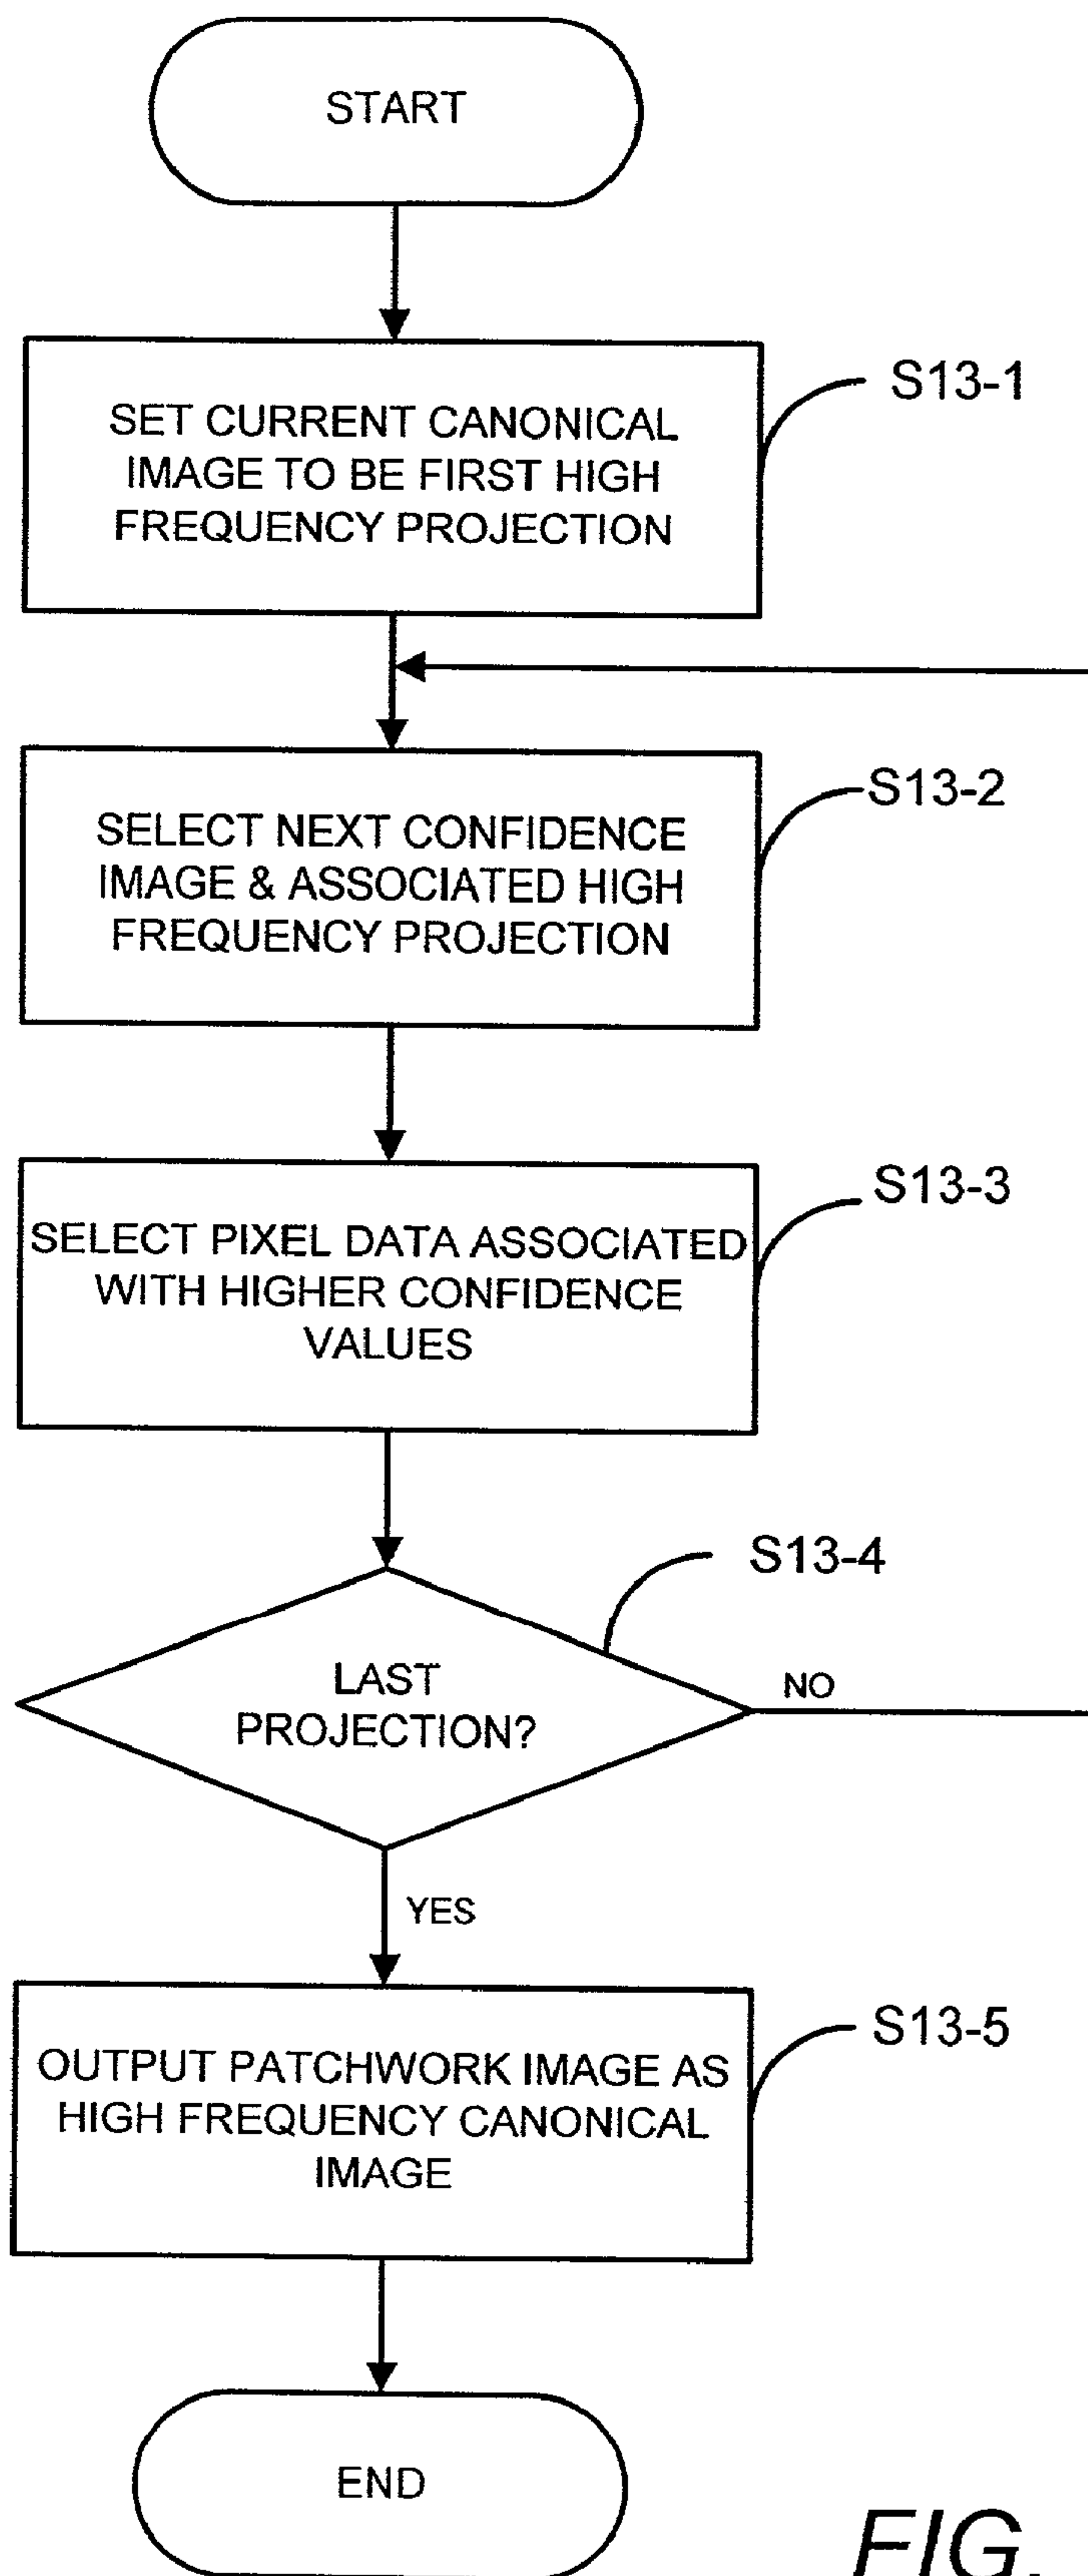 START
SET CURRENT CANONICAL
IMAGE TO BE FIRST HIGH
FREQUENCY PROJECTION
S13-1
SELECT NEXT CONFIDENCE
IMAGE & ASSOCIATED HIGH
FREQUENCY PROJECTION
S13-2
SELECT PIXEL DATA ASSOCIATED
WITH HIGHER CONFIDENCE
VALUES
S13-3
LAST
PROJECTION?
S13-4
NO
YES
OUTPUT PATCHWORK IMAGE AS
HIGH FREQUENCY CANONICAL
IMAGE
S13-5
END
FIG.